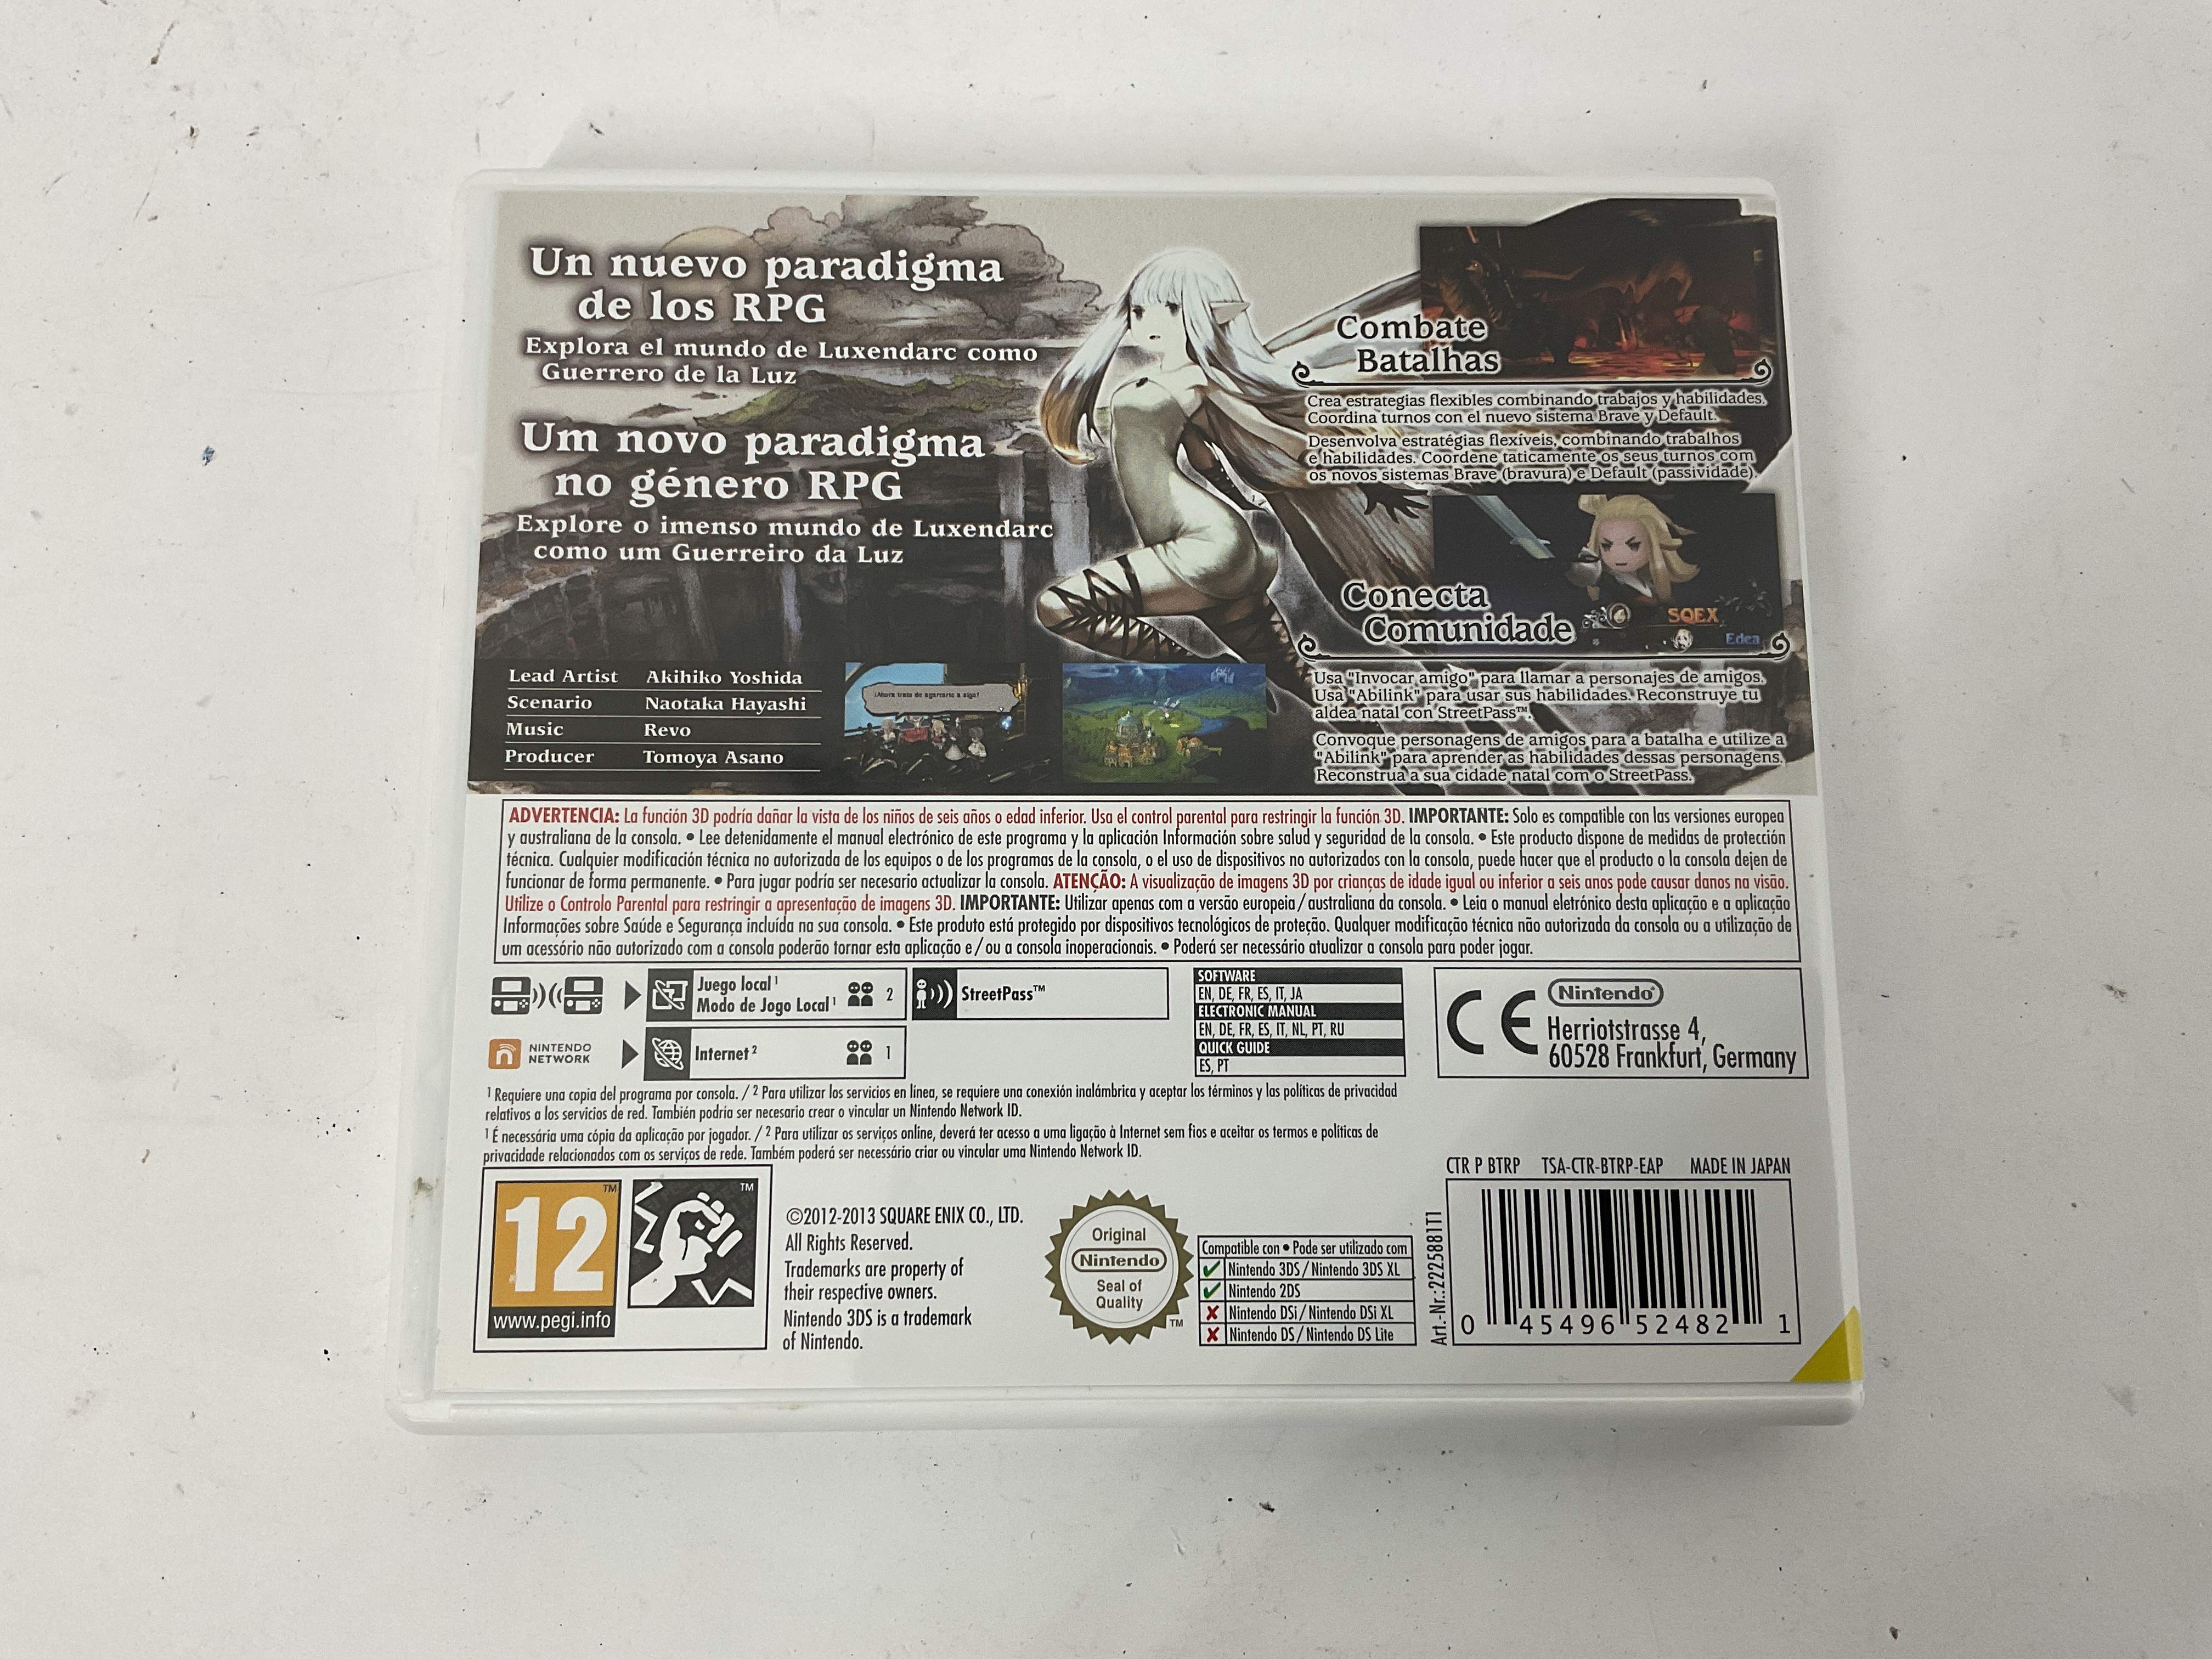 Un nuevo paradigma
de los RPG
Explora el mundo de Luxendarc como
Guerrero de la Luz
Um novo paradigma
no género RPG
Explore o imenso mundo de Luxendarc
como um Guerreiro da Luz
Lead Artist Akihiko Yoshida
Scenario Naotaka Hayashi
Music Revo
Producer Tomoya Asano
¡Ahora trata de agarrarte a algo!
Combate
Batalhas
Crea estrategias flexibles combinando trabajos y habilidades.
Coordina turnos con el nuevo sistema Brave y Default.
Desenvolva estratégias flexíveis, combinando trabalhos
e habilidades. Coordene taticamente os seus turnos com
os novos sistemas Brave (bravura) e Default (passividade).
SQEX
Edea
Conecta
Comunidade
Usa "Invocar amigo" para llamar a personajes de amigos.
Usa "Abilink" para usar sus habilidades. Reconstruye tu
aldea natal con StreetPass™.
Convoque personagens de amigos para a batalha e utilize a
"Abilink" para aprender as habilidades dessas personagens.
Reconstrua a sua cidade natal com o StreetPass.
ADVERTENCIA: La función 3D podría dañar la vista de los niños de seis años o edad inferior. Usa el control parental para restringir la función 3D. IMPORTANTE: Solo es compatible con las versiones europea
y australiana de la consola. • Lee detenidamente el manual electrónico de este programa y la aplicación Información sobre salud y seguridad de la consola. • Este producto dispone de medidas de protección
técnica. Cualquier modificación técnica no autorizada de los equipos o de los programas de la consola, o el uso de dispositivos no autorizados con la consola, puede hacer que el producto o la consola dejen de
funcionar de forma permanente. • Para jugar podría ser necesario actualizar la consola. ATENÇÃO: A visualização de imagens 3D por crianças de idade igual ou inferior a seis anos pode causar danos na visão.
Utilize o Controlo Parental para restringir a apresentação de imagens 3D. IMPORTANTE: Utilizar apenas com a versão europeia/australiana da consola. • Leia o manual eletrónico desta aplicação e a aplicação
Informações sobre Saúde e Segurança incluída na sua consola. • Este produto está protegido por dispositivos tecnológicos de proteção. Qualquer modificação técnica não autorizada da consola ou a utilização de
um acessório não autorizado com a consola poderão tornar esta aplicação e/ou a consola inoperacionais. • Poderá ser necessário atualizar a consola para poder jogar.
Juego local¹
Modo de Jogo Local¹
2
StreetPass™
NINTENDO
NETWORK
Internet²
1
SOFTWARE
EN, DE, FR, ES, IT, JA
ELECTRONIC MANUAL
EN, DE, FR, ES, IT, NL, PT, RU
QUICK GUIDE
ES, PT
CE
Nintendo®
Herriotstrasse 4,
60528 Frankfurt, Germany
¹ Requiere una copia del programa por consola. / ² Para utilizar los servicios en línea, se requiere una conexión inalámbrica y aceptar los términos y las políticas de privacidad
relativos a los servicios de red. También podría ser necesario crear o vincular un Nintendo Network ID.
¹ É necessária uma cópia da aplicação por jogador. / ² Para utilizar os serviços online, deverá ter acesso a uma ligação à Internet sem fios e aceitar os termos e políticas de
privacidade relacionados com os serviços de rede. Também poderá ser necessário criar ou vincular uma Nintendo Network ID.
12
™
www.pegi.info
™
©2012-2013 SQUARE ENIX CO., LTD.
All Rights Reserved.
Trademarks are property of
their respective owners.
Nintendo 3DS is a trademark
of Nintendo.
Original
Nintendo
Seal of
Quality
™
Compatible con • Pode ser utilizado com
Nintendo 3DS/Nintendo 3DS XL
Nintendo 2DS
Nintendo DSi/Nintendo DSi XL
Nintendo DS/Nintendo DS Lite
Art.-Nr.:2225881T1
CTR P BTRP TSA-CTR-BTRP-EAP MADE IN JAPAN
0 45496 52482 1